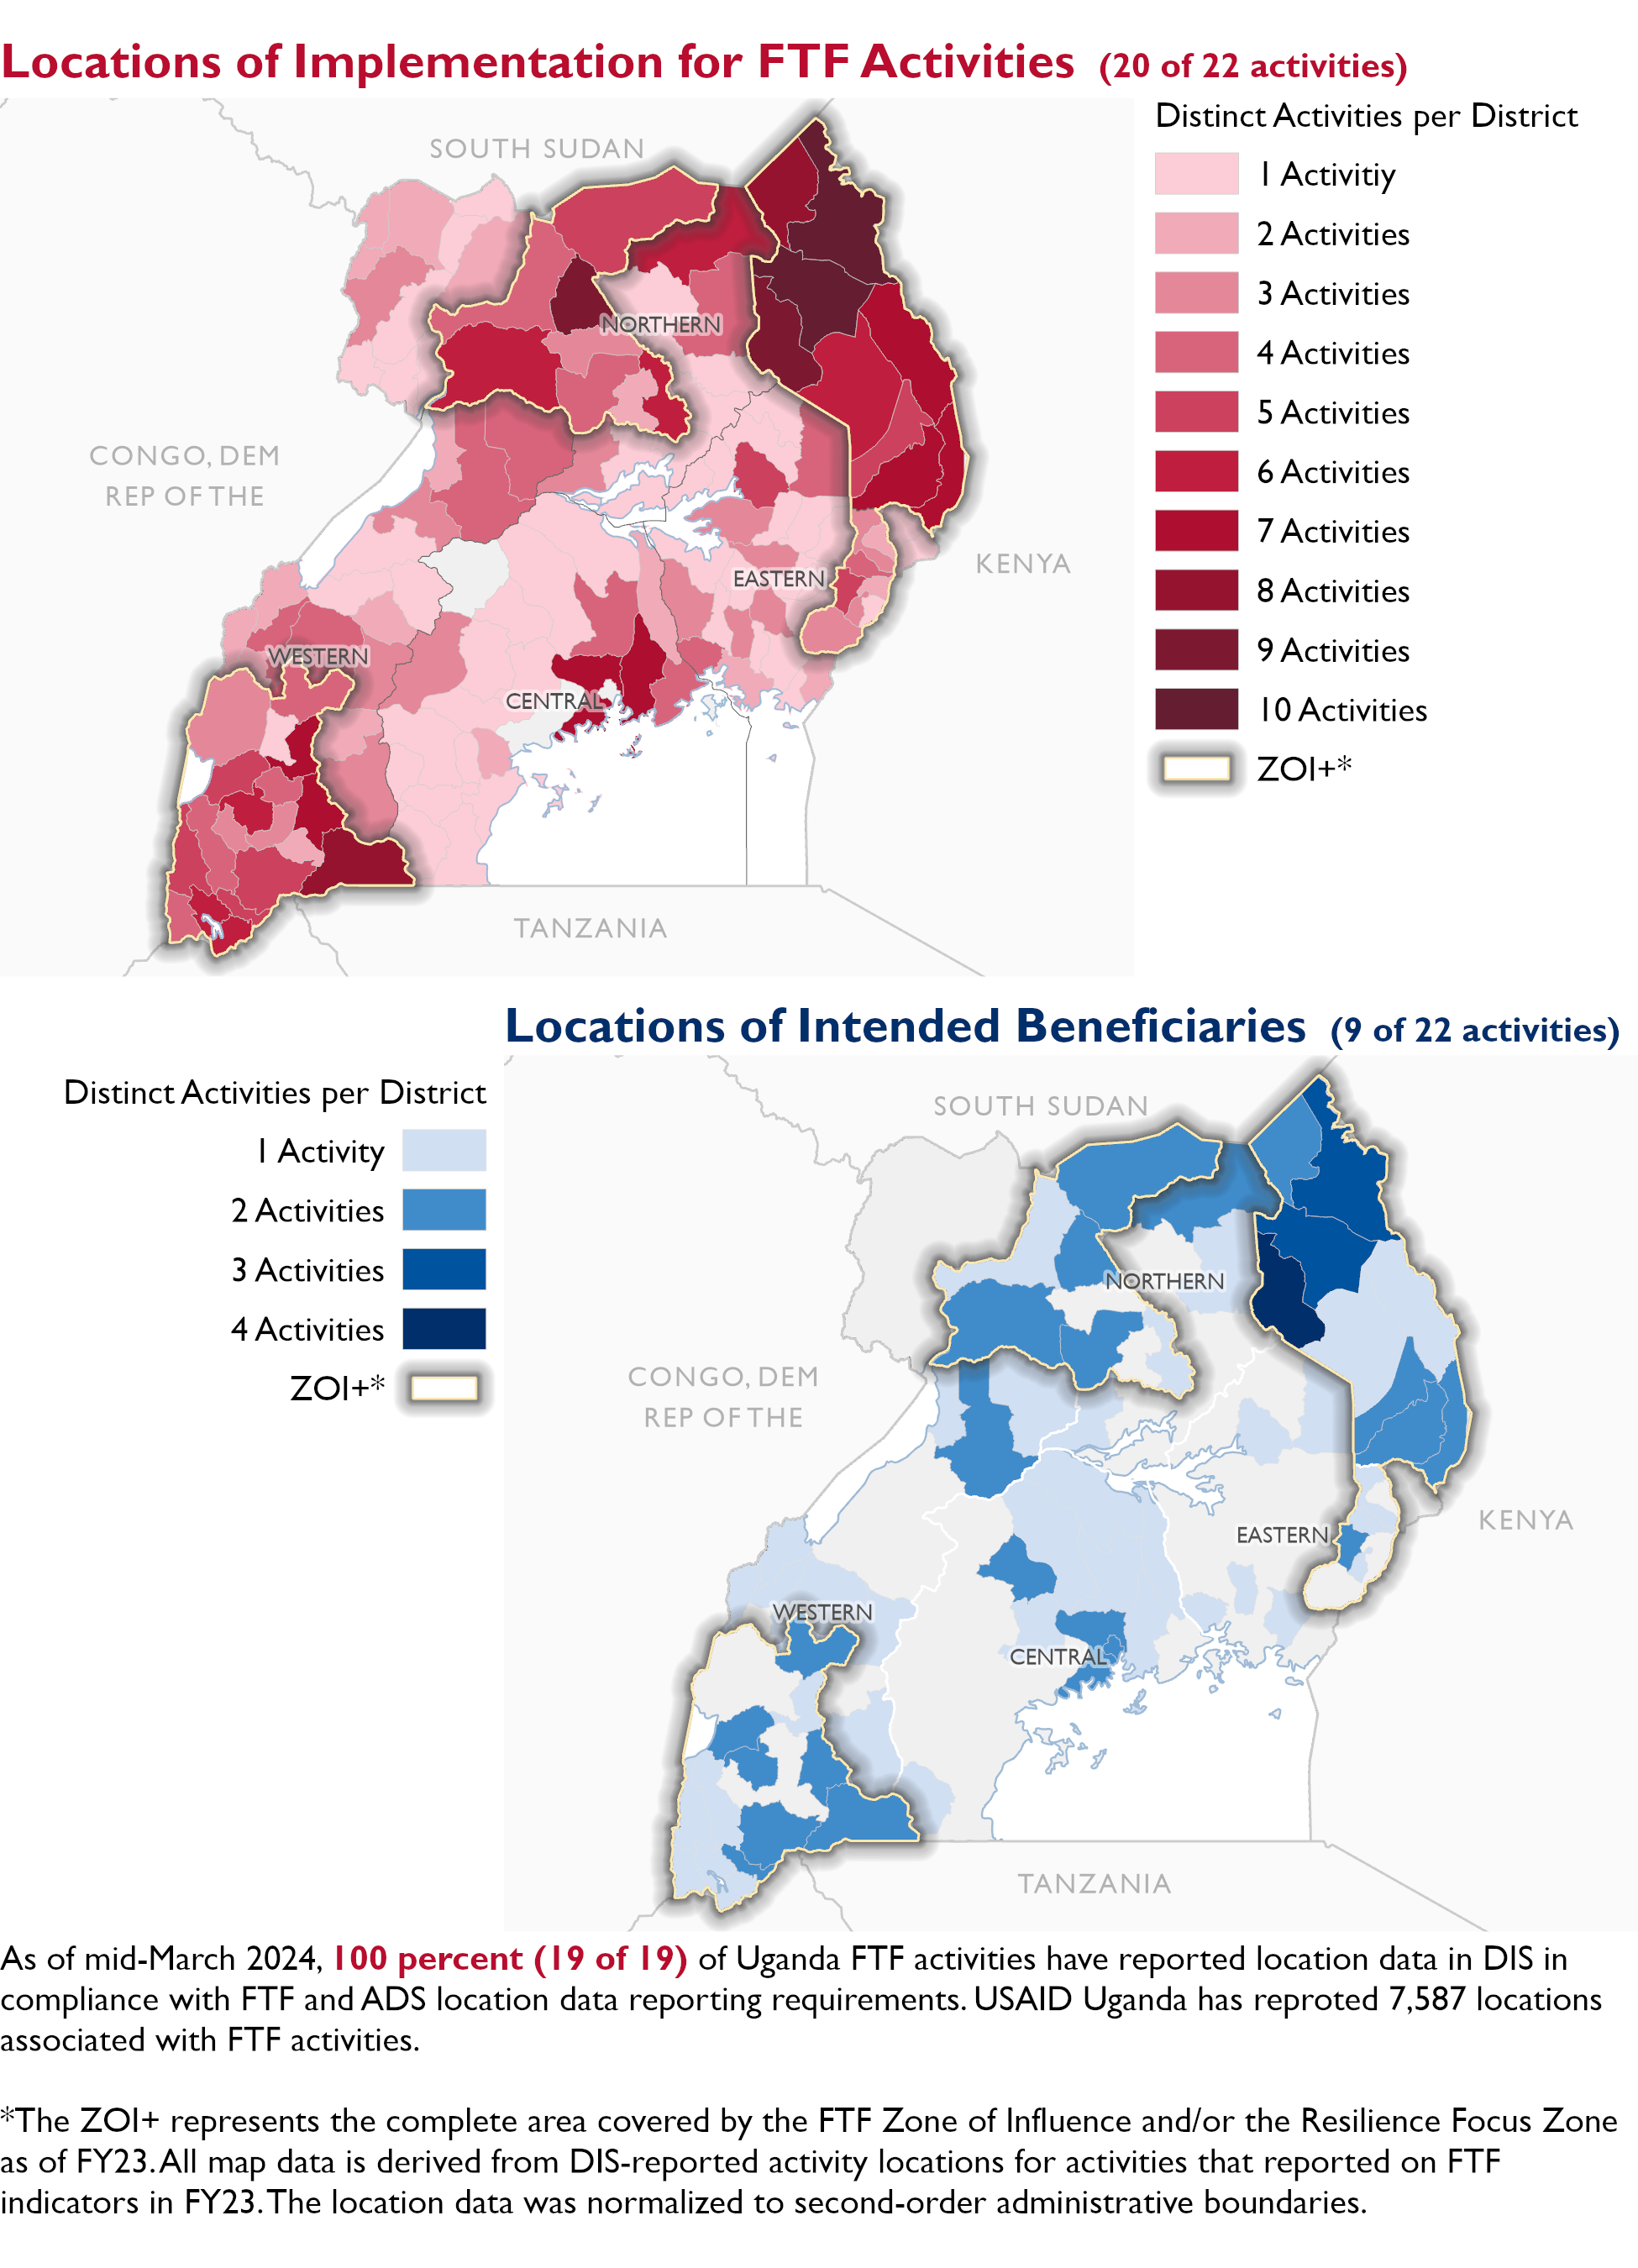 Locations of Implementation for FTF Activities (20 of 22 activities)
Distinct Activities per District
1 Activitiy
2 Activities
3 Activities
4 Activities
5 Activities
6 Activities
7 Activities
8 Activities
9 Activities
10 Activities
ZOI+*
SOUTH SUDAN
NORTHERN
CONGO, DEM
REP OF THE
KENYA
EASTERN
WESTERN
CENTRAL
TANZANIA
Locations of Intended Beneficiaries (9 of 22 activities)
Distinct Activities per District
1 Activity
2 Activities
3 Activities
4 Activities
ZOI+*
SOUTH SUDAN
NORTHERN
CONGO, DEM
REP OF THE
KENYA
EASTERN
WESTERN
CENTRAL
TANZANIA
As of mid-March 2024, 100 percent (19 of 19) of Uganda FTF activities have reported location data in DIS in
compliance with FTF and ADS location data reporting requirements. USAID Uganda has reproted 7,587 locations
associated with FTF activities.
*The ZOI+ represents the complete area covered by the FTF Zone of Influence and/or the Resilience Focus Zone
as of FY23. All map data is derived from DIS-reported activity locations for activities that reported on FTF
indicators in FY23. The location data was normalized to second-order administrative boundaries.